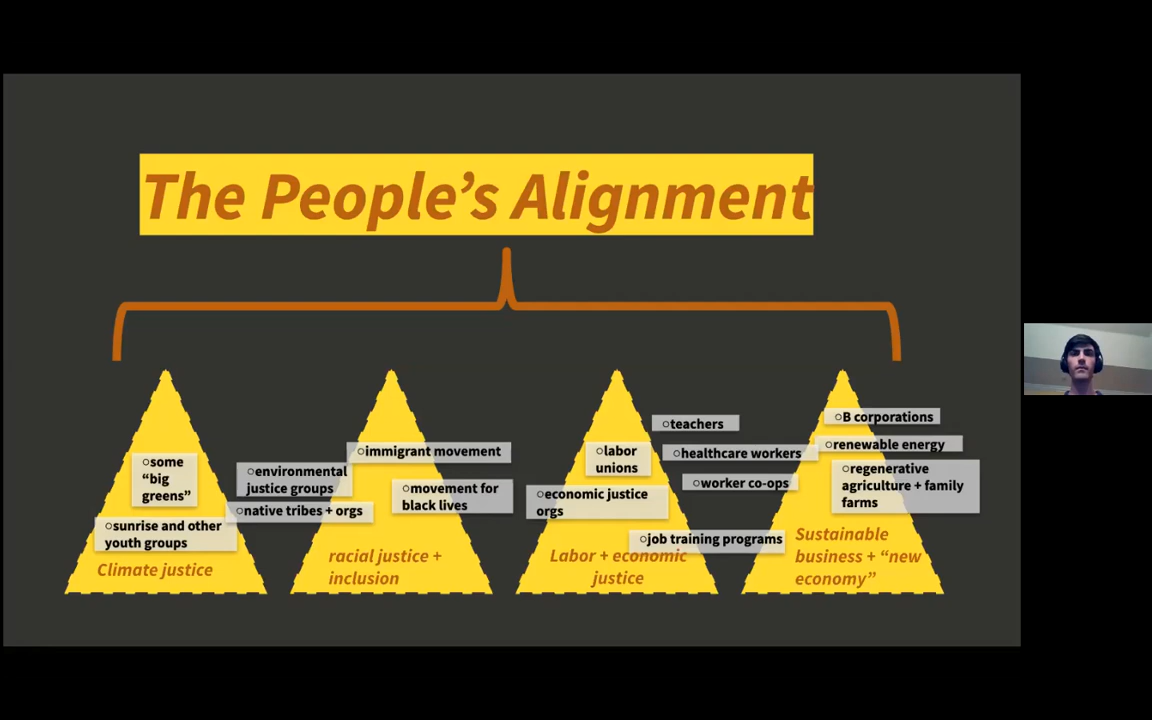 The People’s Alignment
○some
“big
greens”
○sunrise and other
youth groups
Climate justice
○environmental
justice groups
○native tribes + orgs
○immigrant movement
○movement for
black lives
racial justice +
inclusion
○labor
unions
○economic justice
orgs
○teachers
○healthcare workers
○worker co-ops
○job training programs
Labor + economic
justice
○B corporations
○renewable energy
○regenerative
agriculture + family
farms
Sustainable
business + “new
economy”